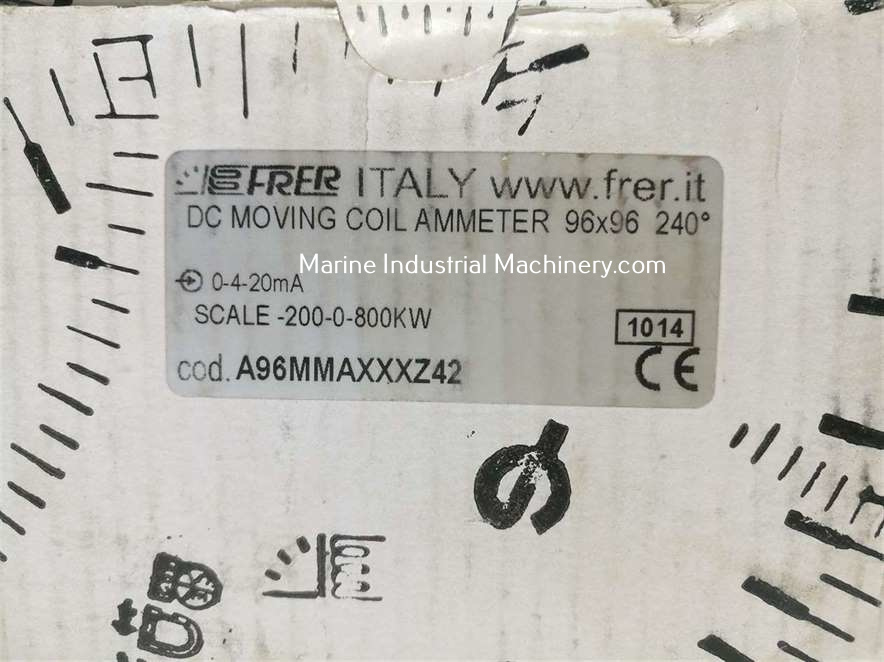 FRER ITALY www.frer.it
DC MOVING COIL AMMETER 96x96 240°
Marine Industrial Machinery.com
0-4-20mA
SCALE -200-0-800KW
1014
cod. A96MMAXXXZ42
CE